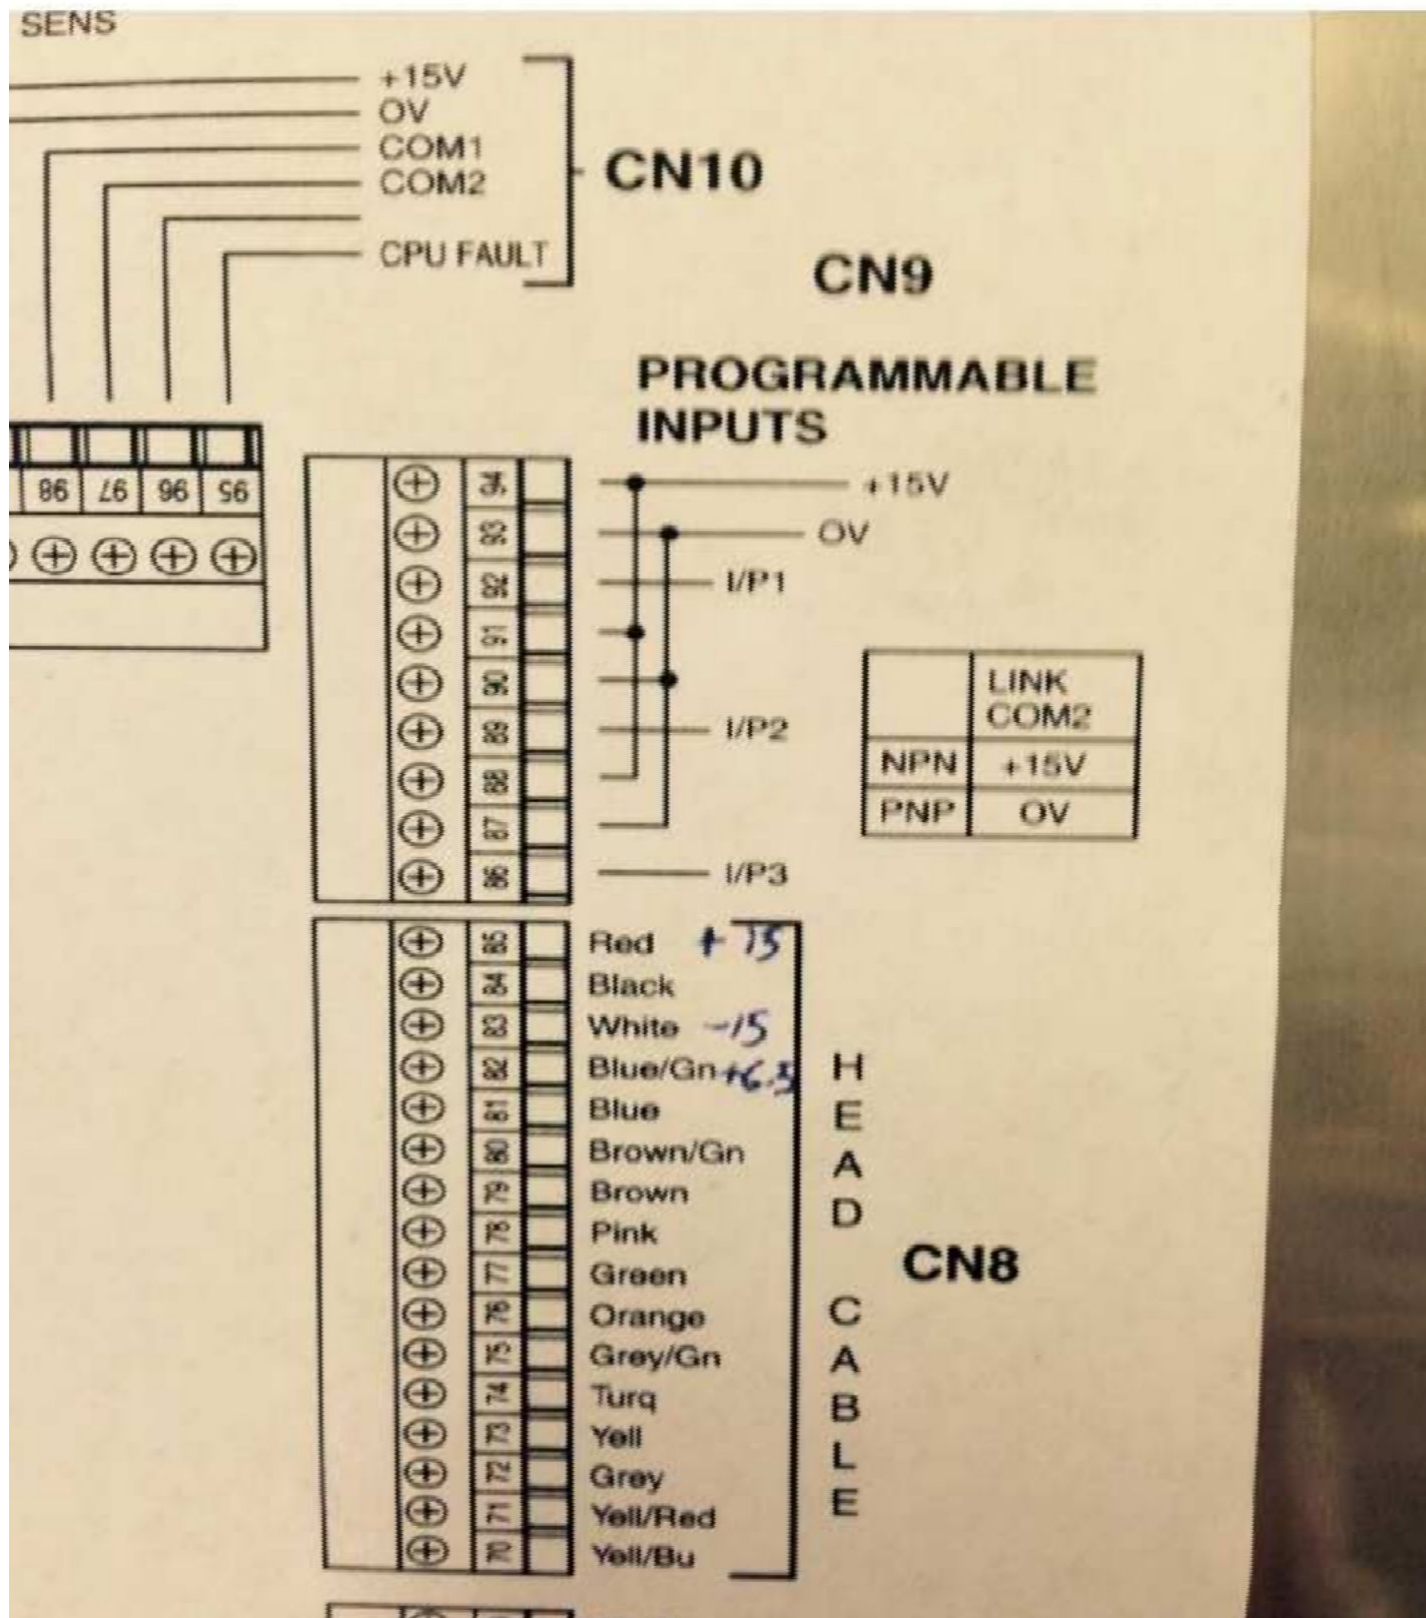 SENS
+15V
OV
COM1
COM2
CPU FAULT
CN10
CN9
PROGRAMMABLE
INPUTS
98 97 96 95
94 +15V
93 OV
92 I/P1
91
90
89 I/P2
88
87
86 I/P3
LINK
COM2
NPN +15V
PNP OV
85 Red + 15
84 Black
83 White -15
82 Blue/Gn +6.5
81 Blue
80 Brown/Gn
79 Brown
78 Pink
77 Green
76 Orange
75 Grey/Gn
74 Turq
73 Yell
72 Grey
71 Yell/Red
70 Yell/Bu
HEAD CABLE
CN8